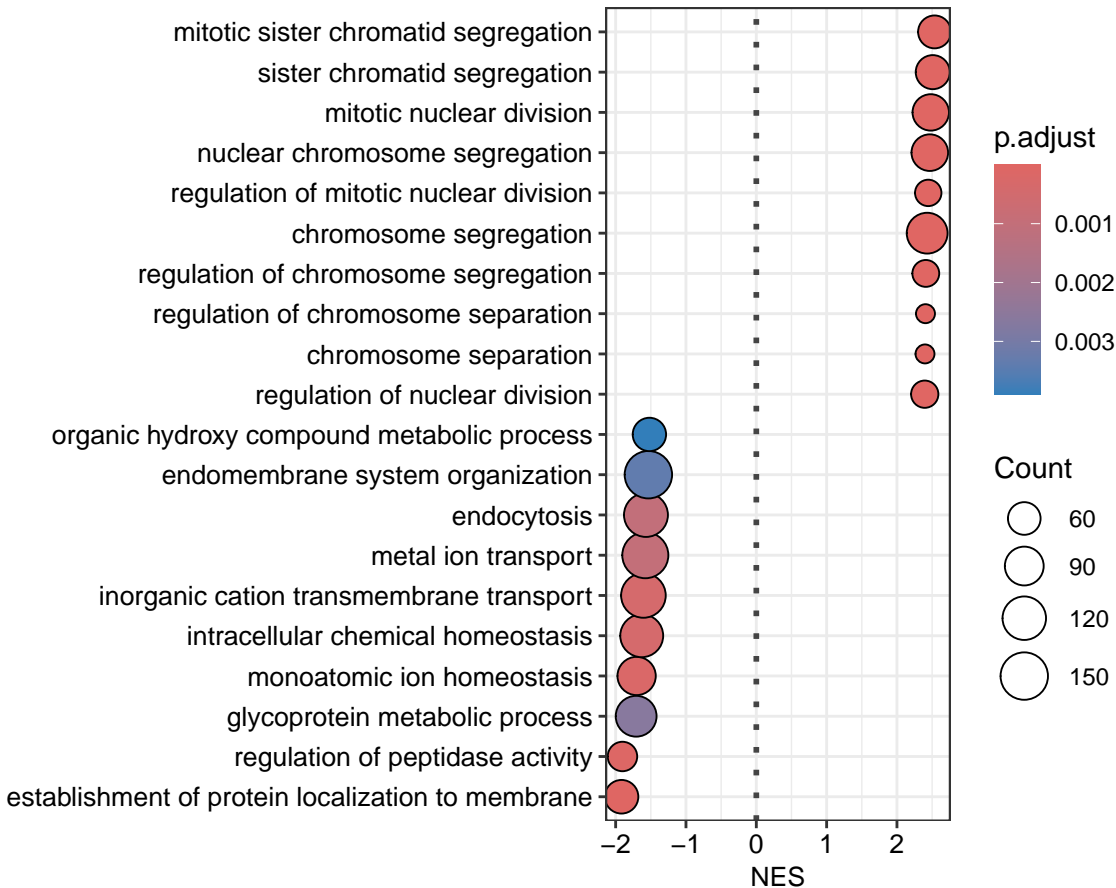 mitotic sister chromatid segregation
sister chromatid segregation
mitotic nuclear division
nuclear chromosome segregation
regulation of mitotic nuclear division
chromosome segregation
regulation of chromosome segregation
regulation of chromosome separation
chromosome separation
regulation of nuclear division
organic hydroxy compound metabolic process
endomembrane system organization
endocytosis
metal ion transport
inorganic cation transmembrane transport
intracellular chemical homeostasis
monoatomic ion homeostasis
glycoprotein metabolic process
regulation of peptidase activity
establishment of protein localization to membrane
−2 −1 0 1 2
NES
p.adjust
0.001
0.002
0.003
Count
60
90
120
150